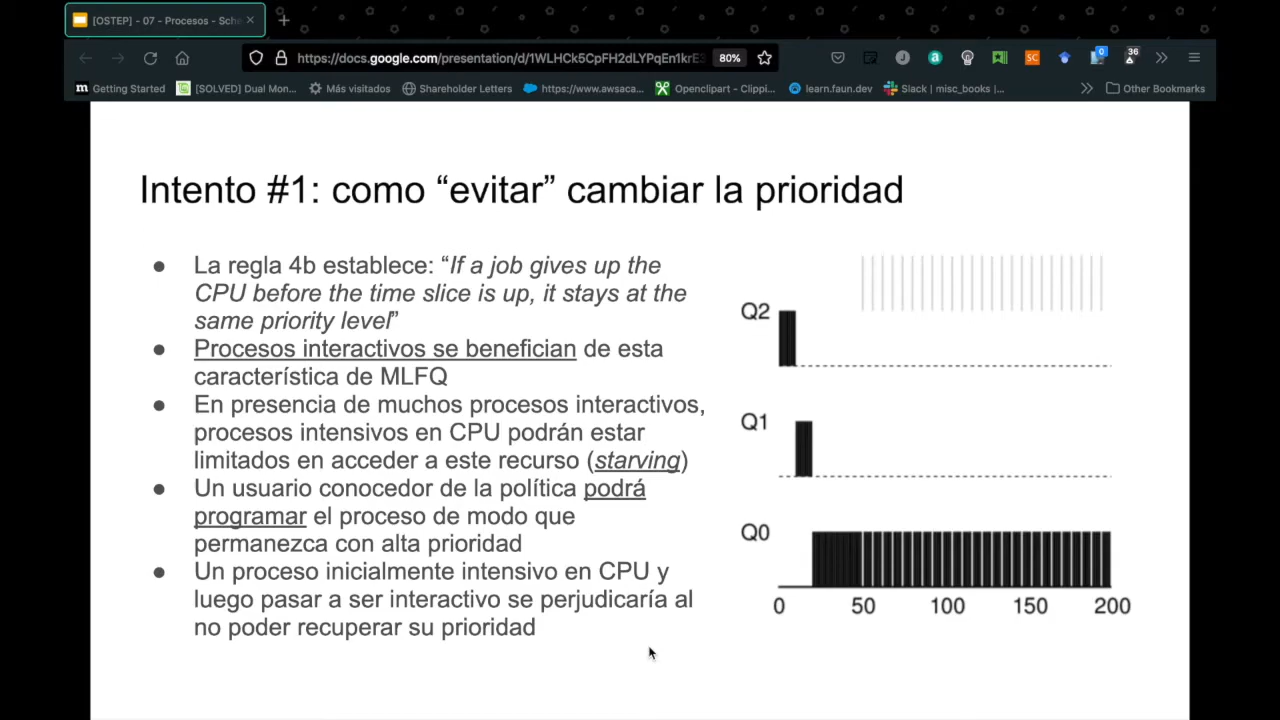 [OSTEP] - 07 - Procesos - Sche
https://docs.google.com/presentation/d/1WLHCk5CpFH2dLYPqEn1krE3
80%
SC
0
36
Getting Started
[SOLVED] Dual Mon...
Más visitados
Shareholder Letters
https://www.awsaca...
Openclipart - Clippi...
learn.faun.dev
Slack | misc_books |...
Other Bookmarks
Intento #1: como “evitar” cambiar la prioridad
● La regla 4b establece: “If a job gives up the
CPU before the time slice is up, it stays at the
same priority level”
● Procesos interactivos se benefician de esta
característica de MLFQ
● En presencia de muchos procesos interactivos,
procesos intensivos en CPU podrán estar
limitados en acceder a este recurso (starving)
● Un usuario conocedor de la política podrá
programar el proceso de modo que
permanezca con alta prioridad
● Un proceso inicialmente intensivo en CPU y
luego pasar a ser interactivo se perjudicaría al
no poder recuperar su prioridad
Q2
Q1
Q0
0 50 100 150 200